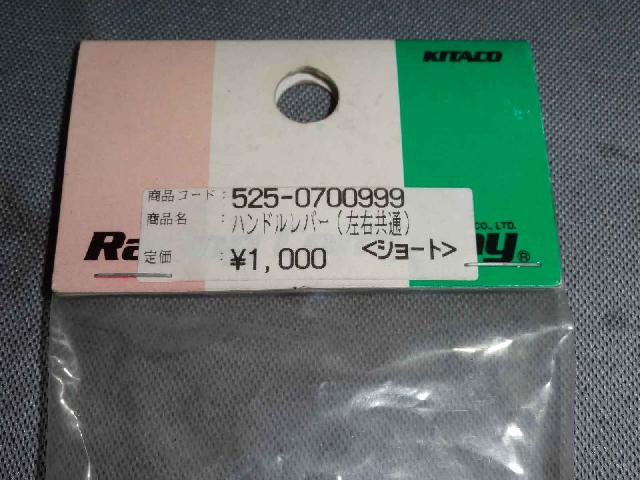 KITACO
商品コード: 525-0700999
商品名 : ハンドルレバー(左右共通)
CO., LTD.
定価 : ¥1,000 <ショート>
Ra
y®